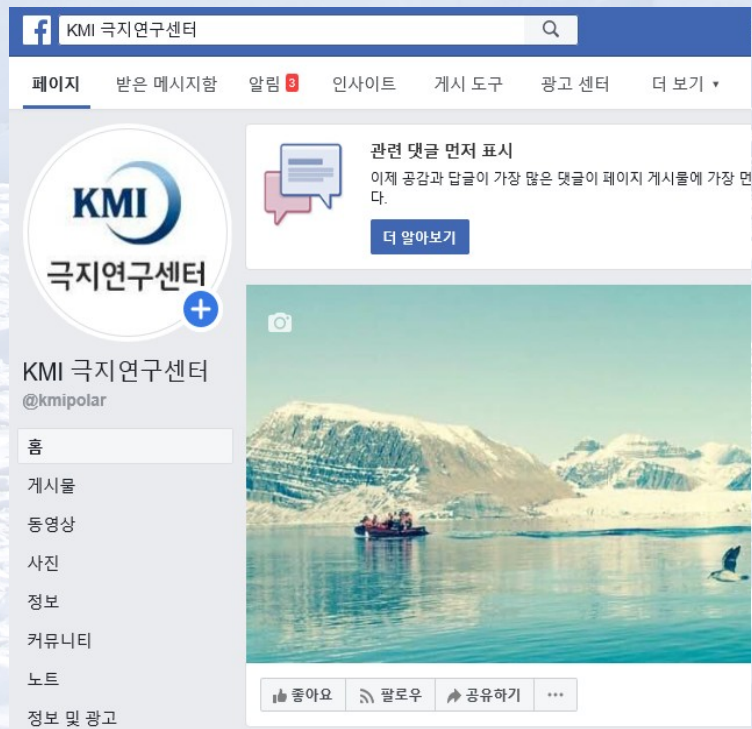 KMI 극지연구센터
페이지 받은 메시지함 알림 3 인사이트 게시 도구 광고 센터 더 보기
관련 댓글 먼저 표시
이제 공감과 답글이 가장 많은 댓글이 페이지 게시물에 가장 먼
다.
더 알아보기
KMI
극지연구센터
KMI 극지연구센터
@kmipolar
홈
게시물
동영상
사진
정보
커뮤니티
노트
정보 및 광고
좋아요 팔로우 공유하기 ...